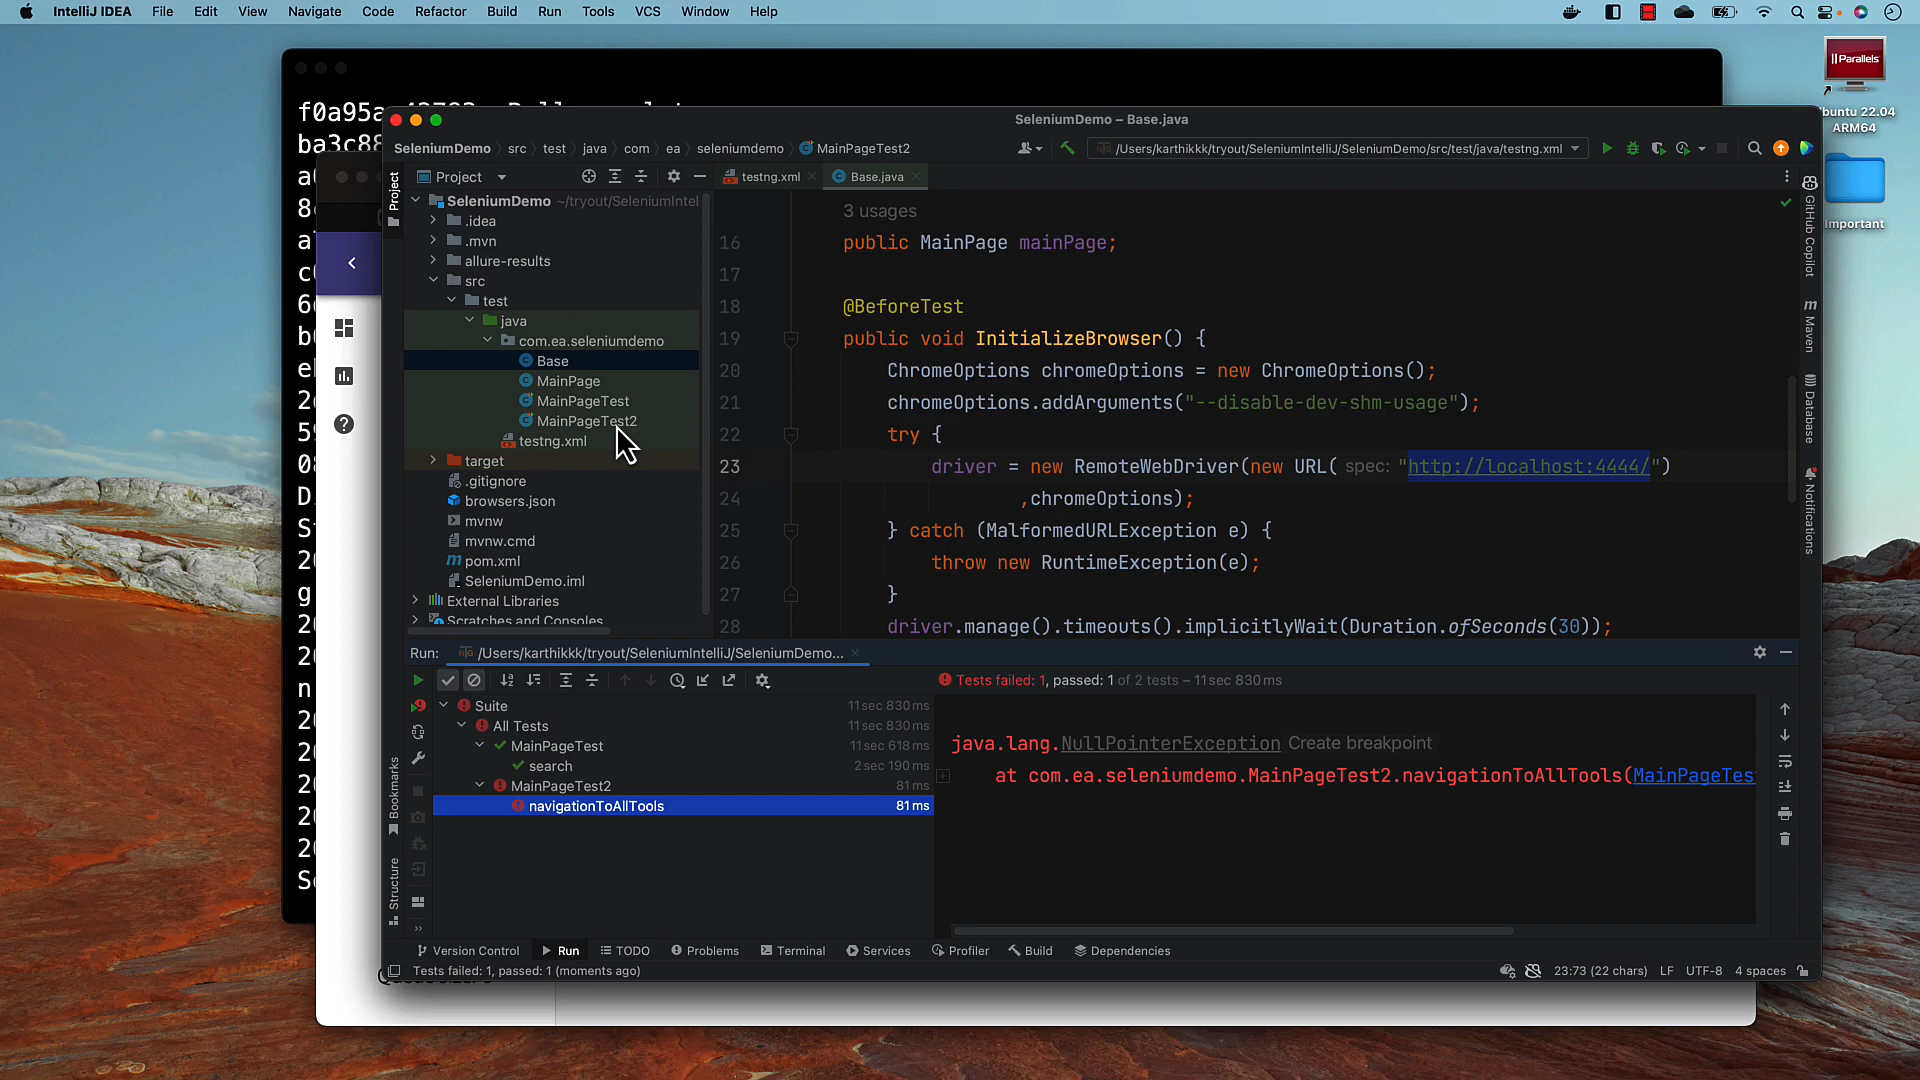 IntelliJ IDEA File Edit View Navigate Code Refactor Build Run Tools VCS Window Help
Parallels
Ubuntu 22.04
ARM64
Important
SeleniumDemo – Base.java
SeleniumDemo src test java com ea seleniumdemo MainPageTest2
/Users/karthikkk/tryout/SeleniumIntelliJ/SeleniumDemo/src/test/java/testng.xml
Project
testng.xml
Base.java
Project
SeleniumDemo ~/tryout/SeleniumIntel
.idea
.mvn
allure-results
src
test
java
com.ea.seleniumdemo
Base
MainPage
MainPageTest
MainPageTest2
testng.xml
target
.gitignore
browsers.json
mvnw
mvnw.cmd
pom.xml
SeleniumDemo.iml
External Libraries
Scratches and Consoles
3 usages
16 public MainPage mainPage;
17
18 @BeforeTest
19 public void InitializeBrowser() {
20 ChromeOptions chromeOptions = new ChromeOptions();
21 chromeOptions.addArguments("--disable-dev-shm-usage");
22 try {
23 driver = new RemoteWebDriver(new URL( spec: "http://localhost:4444/")
24 ,chromeOptions);
25 } catch (MalformedURLException e) {
26 throw new RuntimeException(e);
27 }
28 driver.manage().timeouts().implicitlyWait(Duration.ofSeconds(30));
GitHub Copilot
Maven
Database
Notifications
Run: /Users/karthikkk/tryout/SeleniumIntelliJ/SeleniumDemo...
Tests failed: 1, passed: 1 of 2 tests – 11 sec 830 ms
Suite 11 sec 830 ms
All Tests 11 sec 830 ms
MainPageTest 11 sec 618 ms
search 2 sec 190 ms
MainPageTest2 81 ms
navigationToAllTools 81 ms
java.lang.NullPointerException Create breakpoint
at com.ea.seleniumdemo.MainPageTest2.navigationToAllTools(MainPageTes
Bookmarks
Structure
Version Control Run TODO Problems Terminal Services Profiler Build Dependencies
Tests failed: 1, passed: 1 (moments ago)
23:73 (22 chars) LF UTF-8 4 spaces